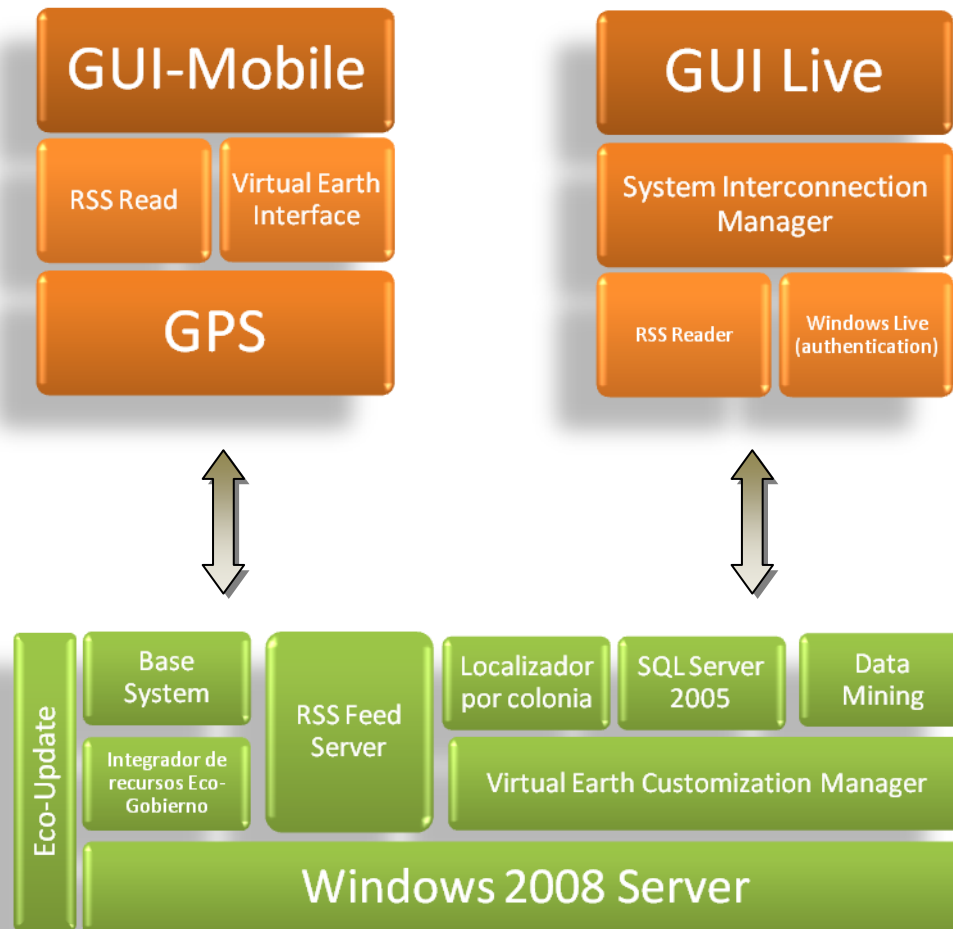 GUI-Mobile
RSS Read
Virtual Earth
Interface
GPS
GUI Live
System Interconnection
Manager
RSS Reader
Windows Live
(authentication)
Eco-Update
Base
System
Integrador de
recursos Eco-
Gobierno
RSS Feed
Server
Localizador
por colonia
SQL Server
2005
Data
Mining
Virtual Earth Customization Manager
Windows 2008 Server